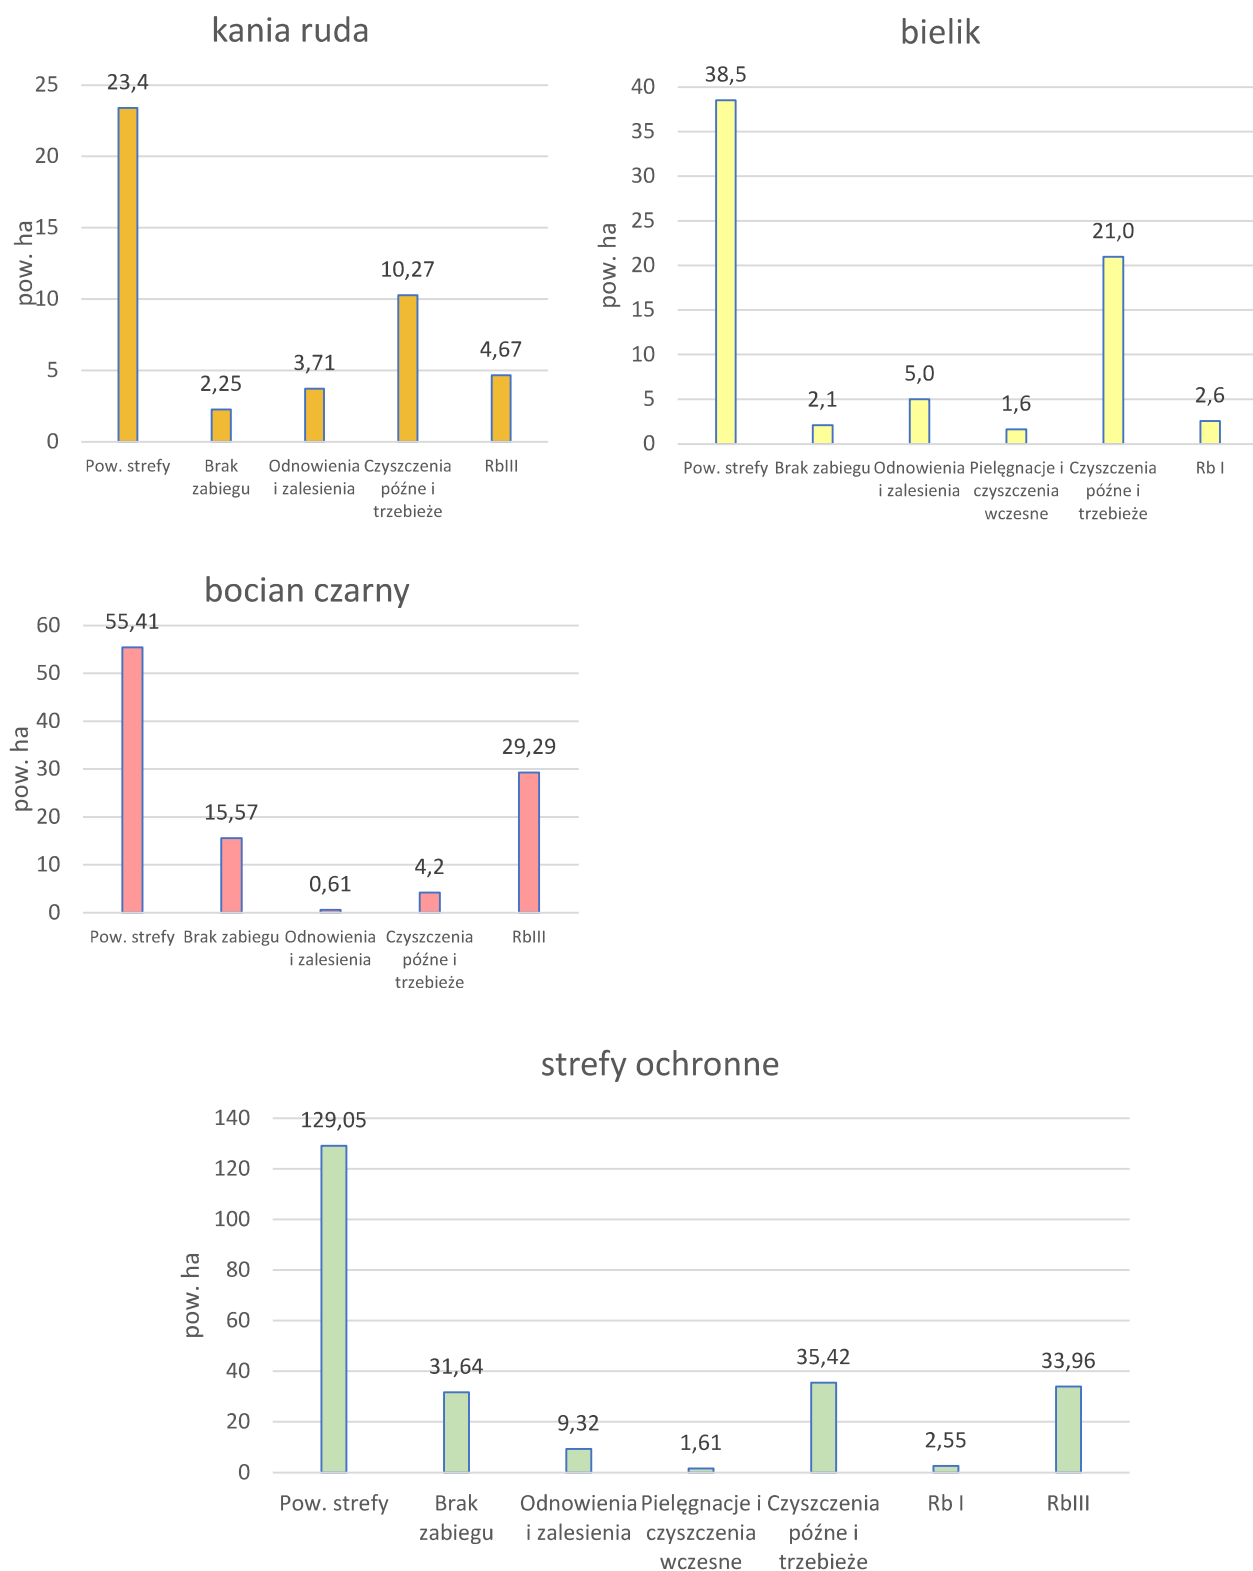 kania ruda
pow. ha
25
20
15
10
5
0
23,4
2,25
3,71
10,27
4,67
Pow. strefy
Brak
zabiegu
Odnowienia
i zalesienia
Czyszczenia
późne i
trzebieże
RbIII
bielik
pow. ha
40
35
30
25
20
15
10
5
0
38,5
2,1
5,0
1,6
21,0
2,6
Pow. strefy
Brak zabiegu
Odnowienia
i zalesienia
Pielęgnacje i
czyszczenia
wczesne
Czyszczenia
późne i
trzebieże
Rb I
bocian czarny
pow. ha
60
50
40
30
20
10
0
55,41
15,57
0,61
4,2
29,29
Pow. strefy
Brak zabiegu
Odnowienia
i zalesienia
Czyszczenia
późne i
trzebieże
RbIII
strefy ochronne
pow. ha
140
120
100
80
60
40
20
0
129,05
31,64
9,32
1,61
35,42
2,55
33,96
Pow. strefy
Brak
zabiegu
Odnowienia
i zalesienia
Pielęgnacje i
czyszczenia
wczesne
Czyszczenia
późne i
trzebieże
Rb I
RbIII